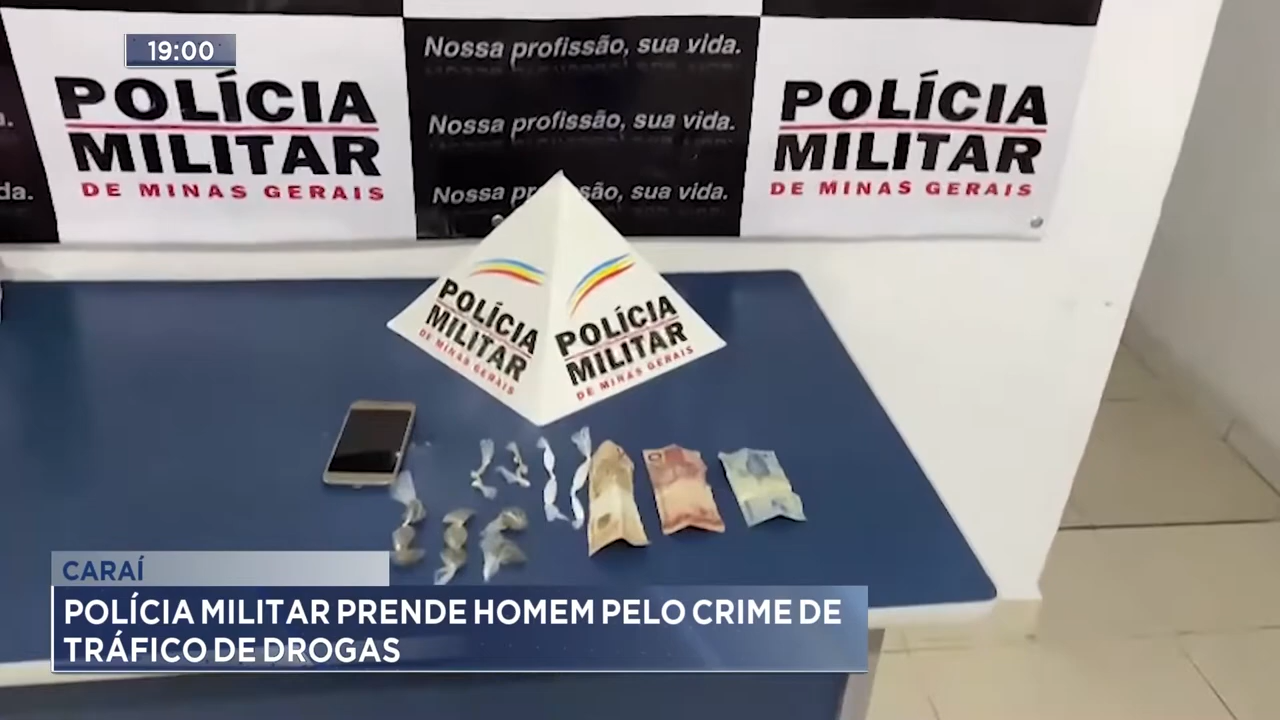 19:00
POLÍCIA
MILITAR
DE MINAS GERAIS
Nossa profissão, sua vida.
Nossa profissão, sua vida.
Nossa profissão, sua vida.
POLÍCIA
MILITAR
DE MINAS GERAIS
da.
POLÍCIA
MILITAR
DE MINAS GERAIS
POLÍCIA
MILITAR
DE MINAS GERAIS
CARAÍ
POLÍCIA MILITAR PRENDE HOMEM PELO CRIME DE
TRÁFICO DE DROGAS